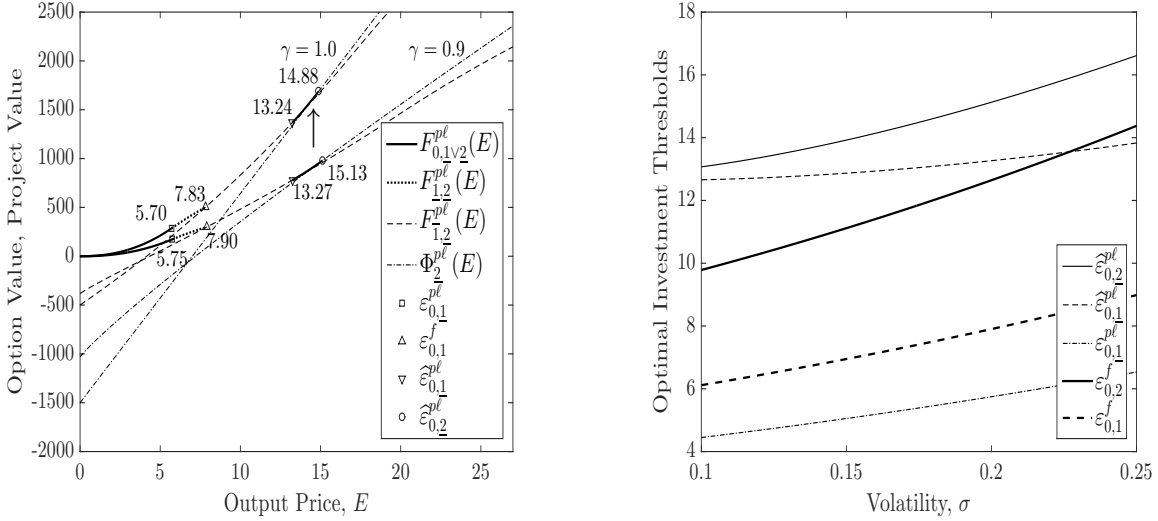 Option Value, Project Value
2500
2000
1500
1000
500
0
-500
-1000
-1500
-2000
0 5 10 15 20 25
Output Price, E
γ = 1.0
γ = 0.9
14.88
13.24
15.13
13.27
7.83
5.70
7.90
5.75
F^{pℓ}_{0,1∨2}(E)
F^{pℓ}_{1,2}(E)
F^{pℓ}_{1,2}(E)
Φ^{pℓ}_{2}(E)
ε^{pℓ}_{0,1}
ε^{f}_{0,1}
ε̂^{pℓ}_{0,1}
ε̂^{pℓ}_{0,2}
Optimal Investment Thresholds
18
16
14
12
10
8
6
4
0.1 0.15 0.2 0.25
Volatility, σ
ε̂^{pℓ}_{0,2}
ε̂^{pℓ}_{0,1}
ε^{pℓ}_{0,1}
ε^{f}_{0,2}
ε^{f}_{0,1}